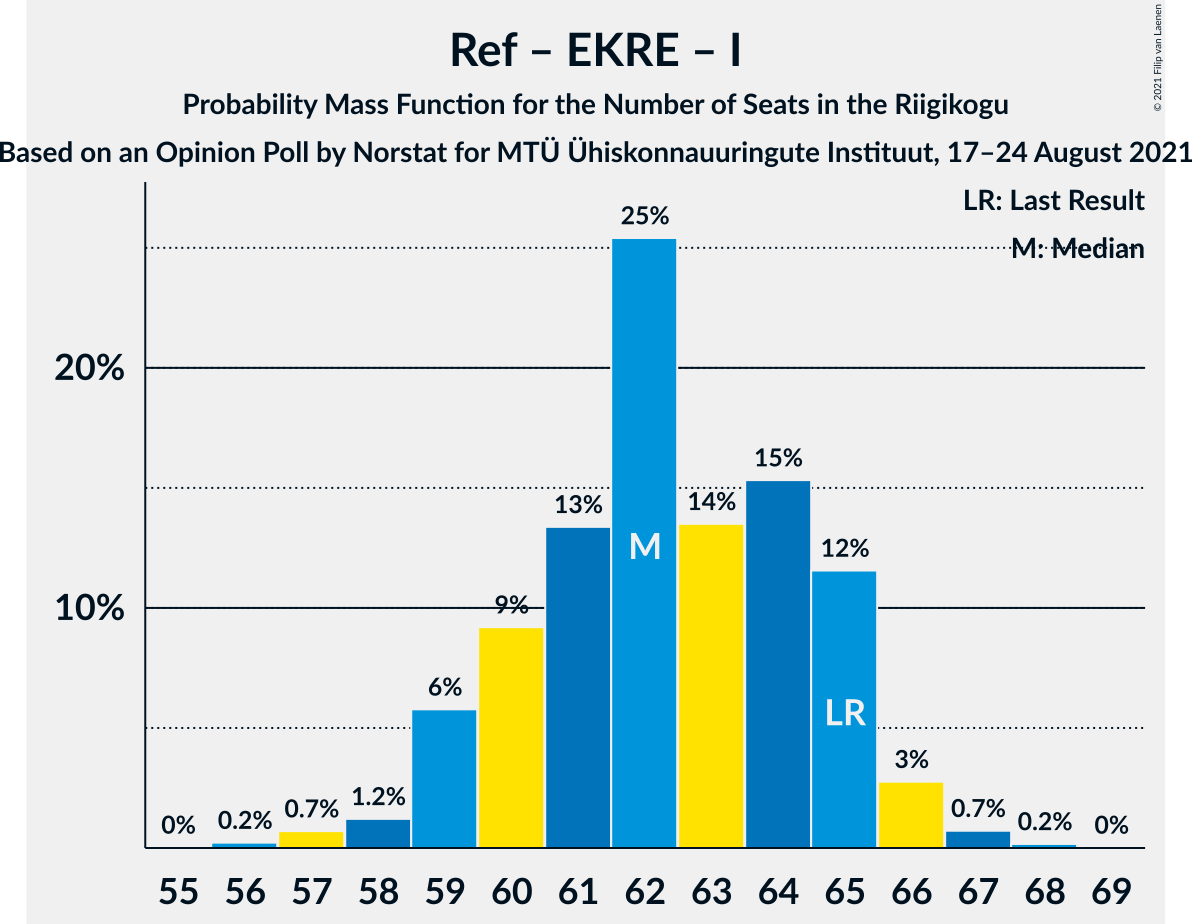 Ref – EKRE – I
Probability Mass Function for the Number of Seats in the Riigikogu
Based on an Opinion Poll by Norstat for MTÜ Ühiskonnauuringute Instituut, 17–24 August 2021
© 2021 Filip van Laenen
LR: Last Result
M: Median
25%
20%
15%
14%
13%
12%
M
10%
9%
LR
6%
3%
1.2%
0.7%
0.7%
0.2%
0.2%
0%
0%
55 56 57 58 59 60 61 62 63 64 65 66 67 68 69